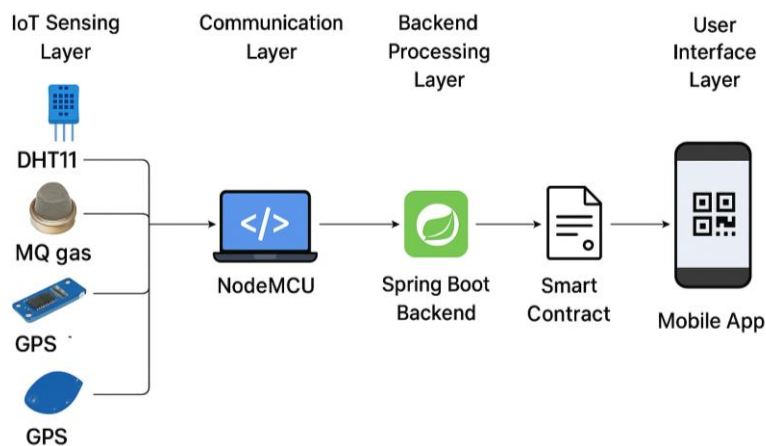 IoT Sensing
Layer
Communication
Layer
Backend
Processing
Layer
User
Interface
Layer
DHT11
MQ gas
GPS
GPS
</>
NodeMCU
Spring Boot
Backend
Smart
Contract
Mobile App